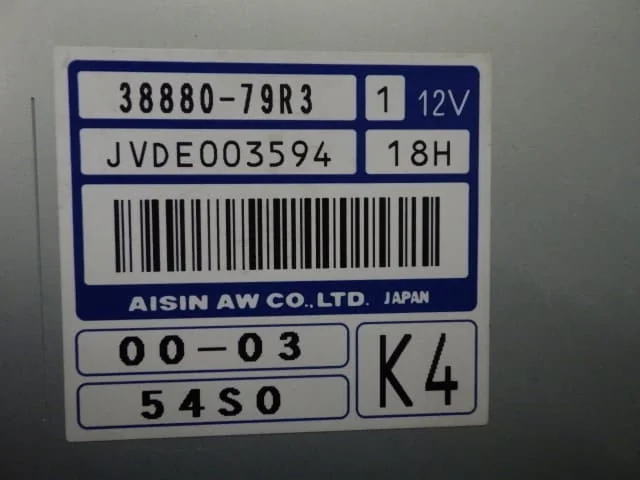 38880-79R3 1 12V
JVDE003594 18H
AISIN AW CO., LTD. JAPAN
00-03
54S0
K4